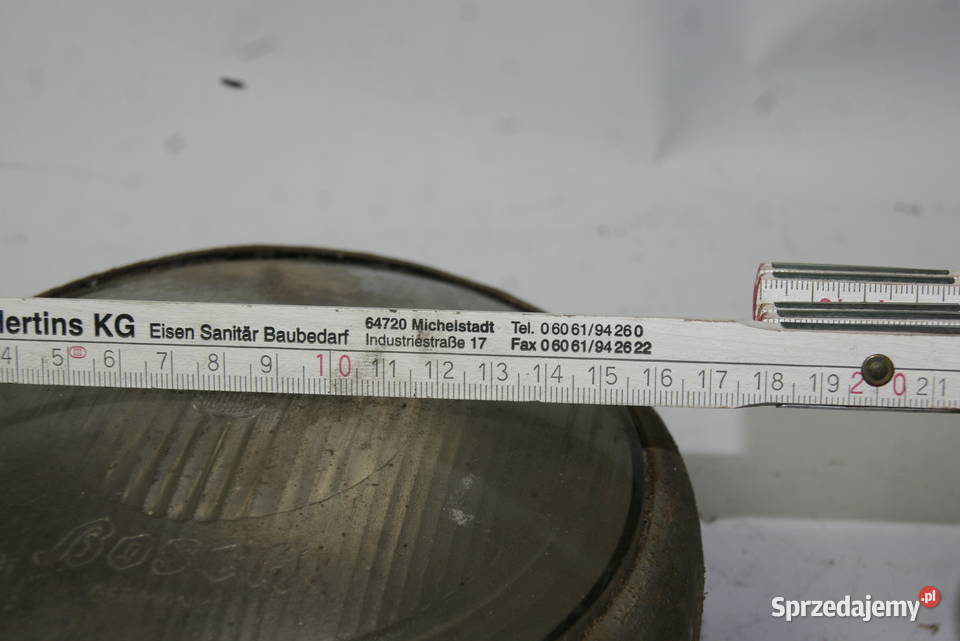 lertins KG Eisen Sanitär Baubedarf 64720 Michelstadt Tel. 0 60 61/94 26 0
Industriestraße 17 Fax 0 60 61/94 26 22
4 5 6 7 8 9 10 11 12 13 14 15 16 17 18 19 20 21
BOSCH
Sprzedajemy.pl